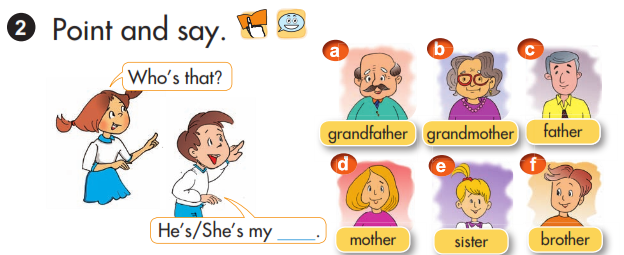 2 Point and say.
Who's that?
He's/She's my ____.
a
grandfather
b
grandmother
c
father
d
mother
e
sister
f
brother